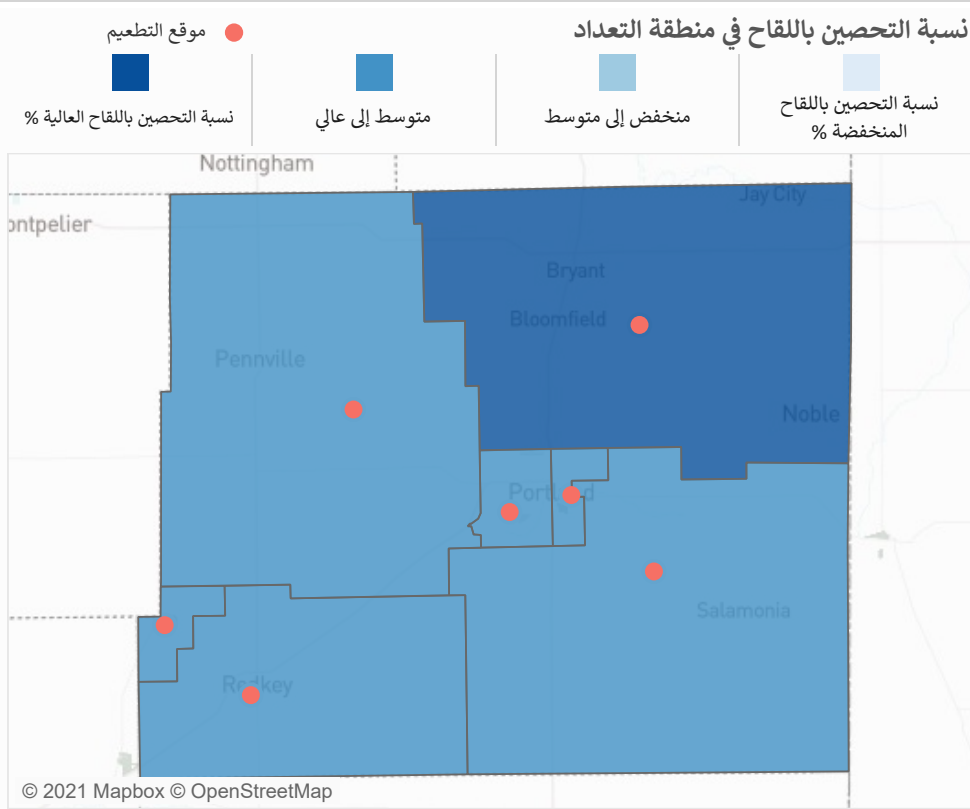 نسبة التحصين باللقاح في منطقة التعداد
موقع التطعيم
نسبة التحصين باللقاح
المنخفضة %
منخفض إلى متوسط
متوسط إلى عالي
نسبة التحصين باللقاح العالية %
Nottingham
Jay City
ontpelier
Bryant
Bloomfield
Pennville
Noble
Portland
Salamonia
Redkey
© 2021 Mapbox © OpenStreetMap